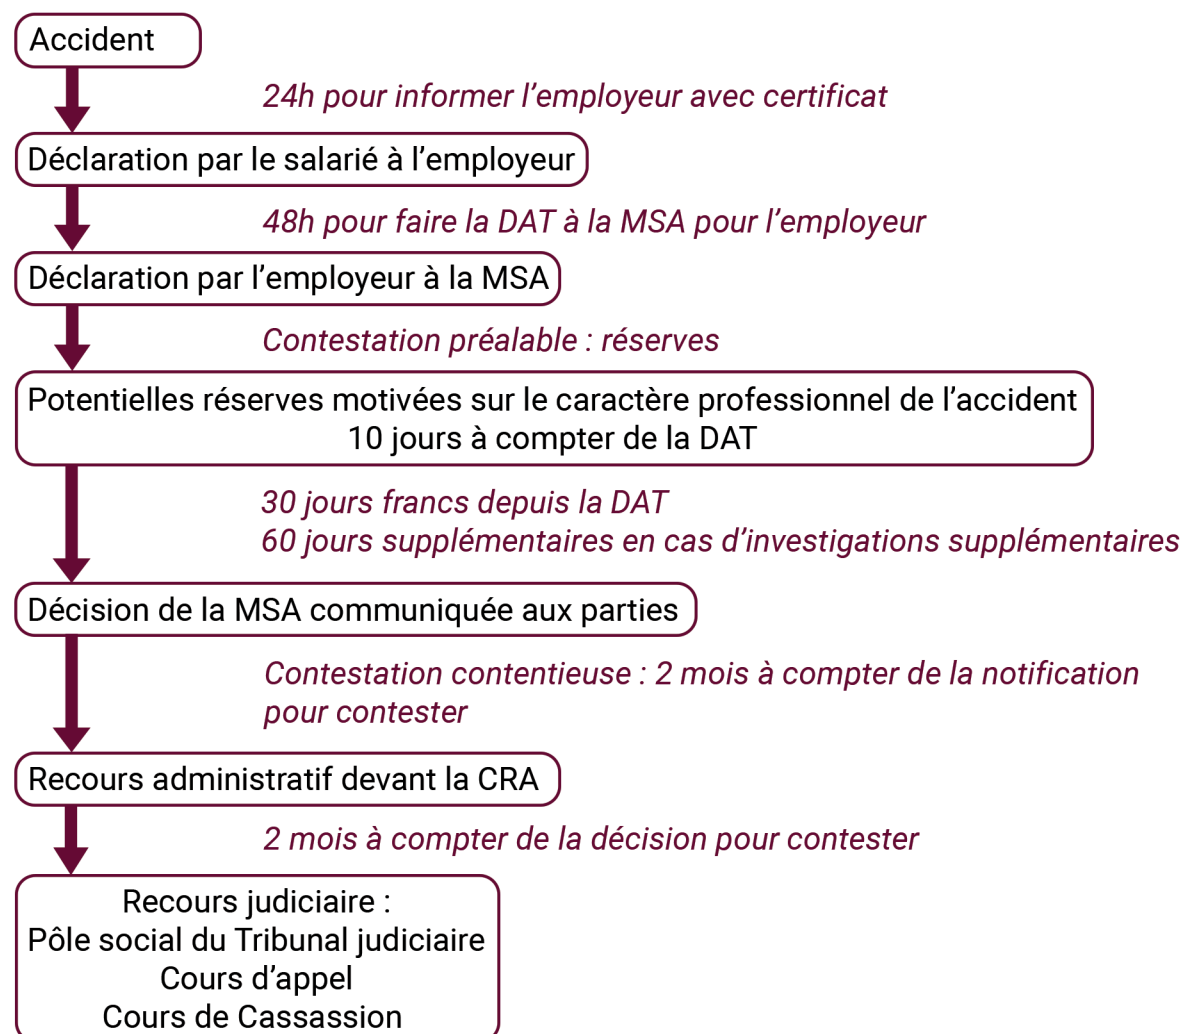 Accident
24h pour informer l’employeur avec certificat
Déclaration par le salarié à l’employeur
48h pour faire la DAT à la MSA pour l’employeur
Déclaration par l’employeur à la MSA
Contestation préalable : réserves
Potentielles réserves motivées sur le caractère professionnel de l’accident
10 jours à compter de la DAT
30 jours francs depuis la DAT
60 jours supplémentaires en cas d’investigations supplémentaires
Décision de la MSA communiquée aux parties
Contestation contentieuse : 2 mois à compter de la notification
pour contester
Recours administratif devant la CRA
2 mois à compter de la décision pour contester
Recours judiciaire :
Pôle social du Tribunal judiciaire
Cours d’appel
Cours de Cassassion